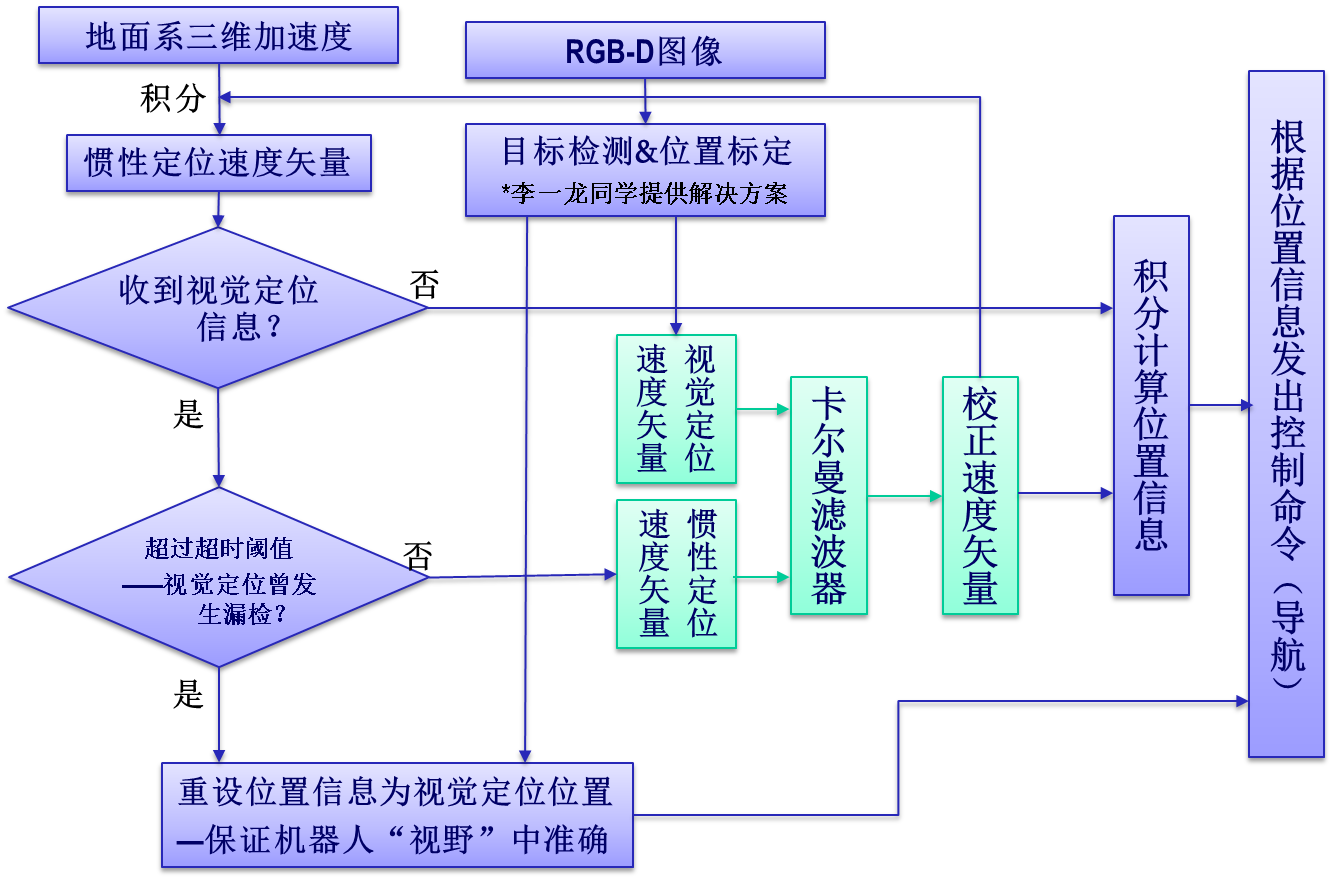 地面系三维加速度
积分
惯性定位速度矢量
收到视觉定位
信息？
否
是
超过超时阈值
——视觉定位曾发
生漏检？
否
是
重设位置信息为视觉定位位置
—保证机器人“视野”中准确
RGB-D图像
目标检测&位置标定
*李一龙同学提供解决方案
视觉定位
速度矢量
惯性定位
速度矢量
卡尔曼滤波器
校正速度矢量
积分计算位置信息
根据位置信息发出控制命令（导航）